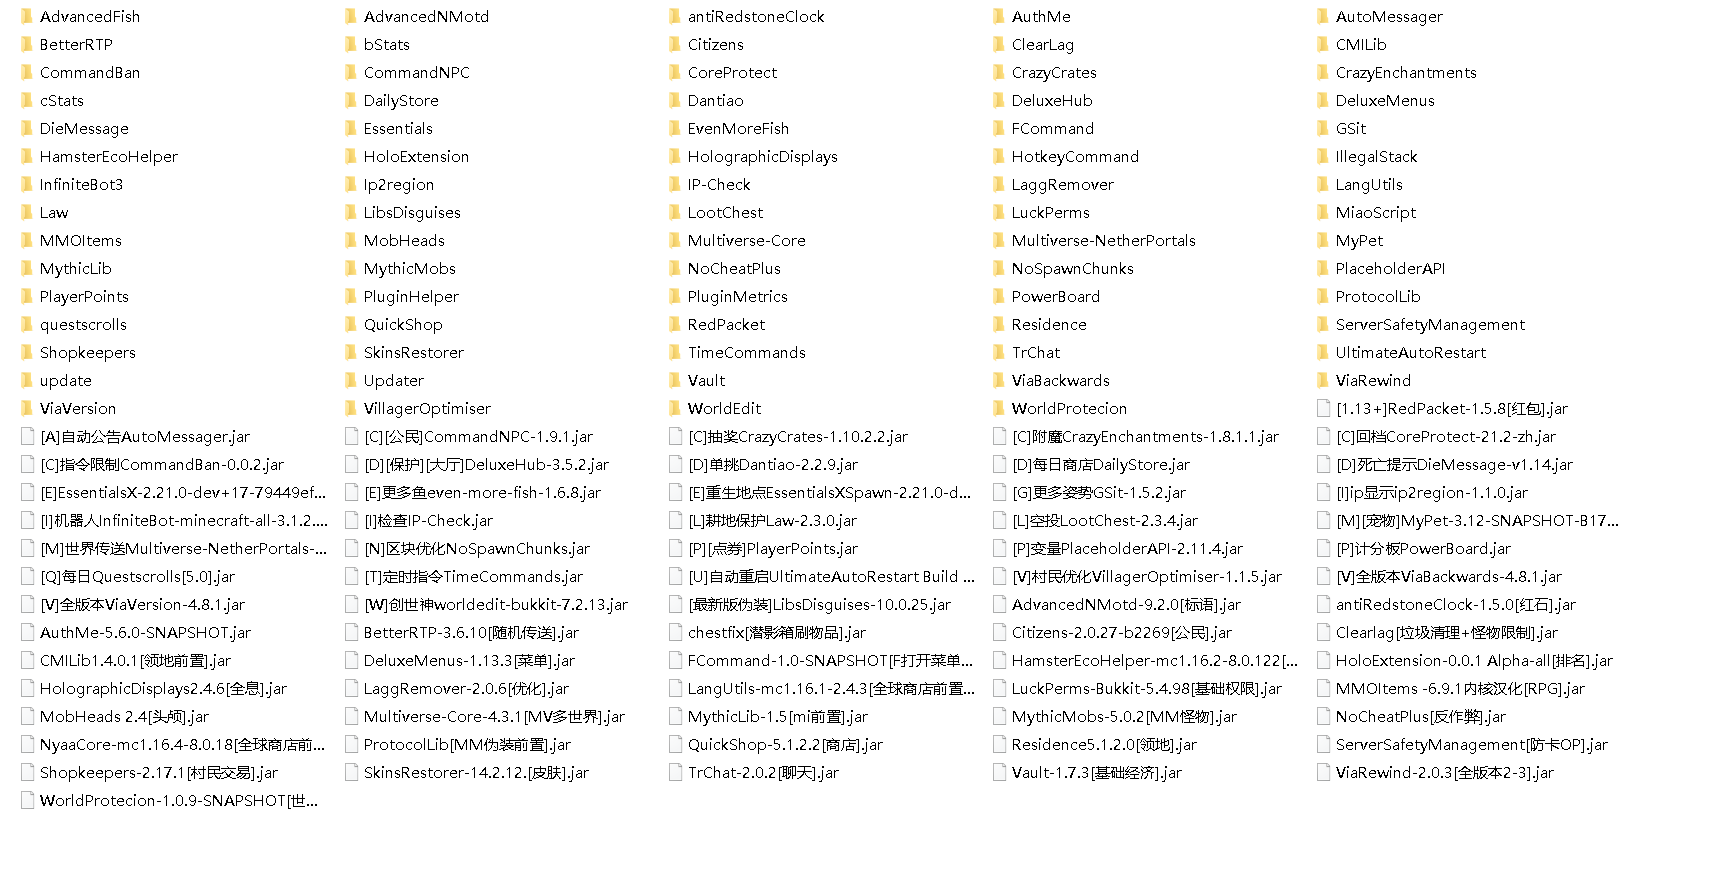 AdvancedFish AdvancedNMotd antiRedstoneClock AuthMe AutoMessager
BetterRTP bStats Citizens ClearLag CMILib
CommandBan CommandNPC CoreProtect CrazyCrates CrazyEnchantments
cStats DailyStore Dantiao DeluxeHub DeluxeMenus
DieMessage Essentials EvenMoreFish FCommand GSit
HamsterEcoHelper HoloExtension HolographicDisplays HotkeyCommand IllegalStack
InfiniteBot3 Ip2region IP-Check LaggRemover LangUtils
Law LibsDisguises LootChest LuckPerms MiaoScript
MMOItems MobHeads Multiverse-Core Multiverse-NetherPortals MyPet
MythicLib MythicMobs NoCheatPlus NoSpawnChunks PlaceholderAPI
PlayerPoints PluginHelper PluginMetrics PowerBoard ProtocolLib
questscrolls QuickShop RedPacket Residence ServerSafetyManagement
Shopkeepers SkinsRestorer TimeCommands TrChat UltimateAutoRestart
update Updater Vault ViaBackwards ViaRewind
ViaVersion VillagerOptimiser WorldEdit WorldProtecion [1.13+]RedPacket-1.5.8[红包].jar
[A]自动公告AutoMessager.jar [C][公民]CommandNPC-1.9.1.jar [C]抽奖CrazyCrates-1.10.2.2.jar [C]附魔CrazyEnchantments-1.8.1.1.jar [C]回档CoreProtect-21.2-zh.jar
[C]指令限制CommandBan-0.0.2.jar [D][保护][大厅]DeluxeHub-3.5.2.jar [D]单挑Dantiao-2.2.9.jar [D]每日商店DailyStore.jar [D]死亡提示DieMessage-v1.14.jar
[E]EssentialsX-2.21.0-dev+17-79449ef... [E]更多鱼even-more-fish-1.6.8.jar [E]重生地点EssentialsXSpawn-2.21.0-d... [G]更多姿势GSit-1.5.2.jar [I]ip显示ip2region-1.1.0.jar
[I]机器人InfiniteBot-minecraft-all-3.1.2.... [I]检查IP-Check.jar [L]耕地保护Law-2.3.0.jar [L]空投LootChest-2.3.4.jar [M][宠物]MyPet-3.12-SNAPSHOT-B17...
[M]世界传送Multiverse-NetherPortals-... [N]区块优化NoSpawnChunks.jar [P][点券]PlayerPoints.jar [P]变量PlaceholderAPI-2.11.4.jar [P]计分板PowerBoard.jar
[Q]每日Questscrolls[5.0].jar [T]定时指令TimeCommands.jar [U]自动重启UltimateAutoRestart Build ... [V]村民优化VillagerOptimiser-1.1.5.jar [V]全版本ViaBackwards-4.8.1.jar
[V]全版本ViaVersion-4.8.1.jar [W]创世神worldedit-bukkit-7.2.13.jar [最新版伪装]LibsDisguises-10.0.25.jar AdvancedNMotd-9.2.0[标语].jar antiRedstoneClock-1.5.0[红石].jar
AuthMe-5.6.0-SNAPSHOT.jar BetterRTP-3.6.10[随机传送].jar chestfix[潜影箱刷物品].jar Citizens-2.0.27-b2269[公民].jar Clearlag[垃圾清理+怪物限制].jar
CMILib1.4.0.1[领地前置].jar DeluxeMenus-1.13.3[菜单].jar FCommand-1.0-SNAPSHOT[F打开菜单... HamsterEcoHelper-mc1.16.2-8.0.122[... HoloExtension-0.0.1 Alpha-all[排名].jar
HolographicDisplays2.4.6[全息].jar LaggRemover-2.0.6[优化].jar LangUtils-mc1.16.1-2.4.3[全球商店前置... LuckPerms-Bukkit-5.4.98[基础权限].jar MMOItems -6.9.1内核汉化[RPG].jar
MobHeads 2.4[头颅].jar Multiverse-Core-4.3.1[MV多世界].jar MythicLib-1.5[mi前置].jar MythicMobs-5.0.2[MM怪物].jar NoCheatPlus[反作弊].jar
NyaaCore-mc1.16.4-8.0.18[全球商店前... ProtocolLib[MM伪装前置].jar QuickShop-5.1.2.2[商店].jar Residence5.1.2.0[领地].jar ServerSafetyManagement[防卡OP].jar
Shopkeepers-2.17.1[村民交易].jar SkinsRestorer-14.2.12.[皮肤].jar TrChat-2.0.2[聊天].jar Vault-1.7.3[基础经济].jar ViaRewind-2.0.3[全版本2-3].jar
WorldProtecion-1.0.9-SNAPSHOT[世...